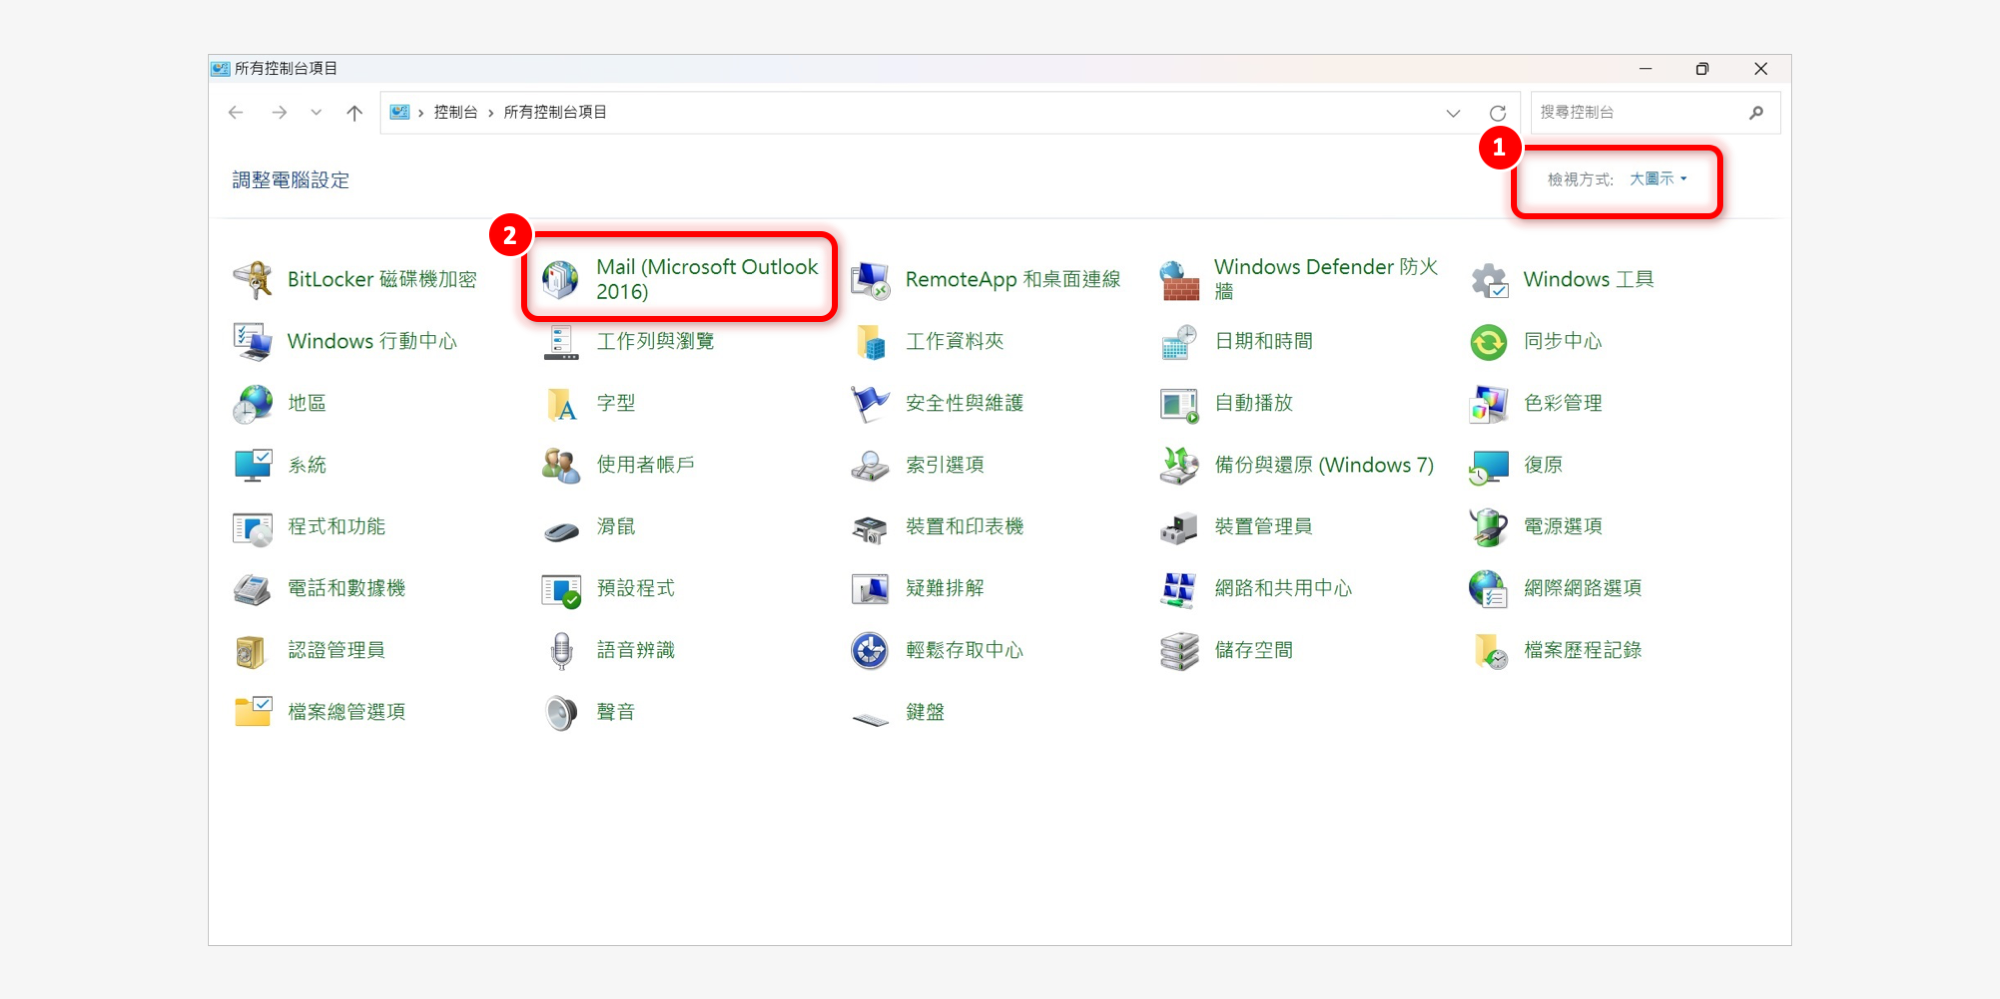 所有控制台項目
控制台 › 所有控制台項目
搜尋控制台
1
調整電腦設定
檢視方式: 大圖示
2
BitLocker 磁碟機加密
Mail (Microsoft Outlook
2016)
RemoteApp 和桌面連線
Windows Defender 防火
牆
Windows 工具
Windows 行動中心
工作列與瀏覽
工作資料夾
日期和時間
同步中心
地區
字型
安全性與維護
自動播放
色彩管理
系統
使用者帳戶
索引選項
備份與還原 (Windows 7)
復原
程式和功能
滑鼠
裝置和印表機
裝置管理員
電源選項
電話和數據機
預設程式
疑難排解
網路和共用中心
網際網路選項
認證管理員
語音辨識
輕鬆存取中心
儲存空間
檔案歷程記錄
檔案總管選項
聲音
鍵盤